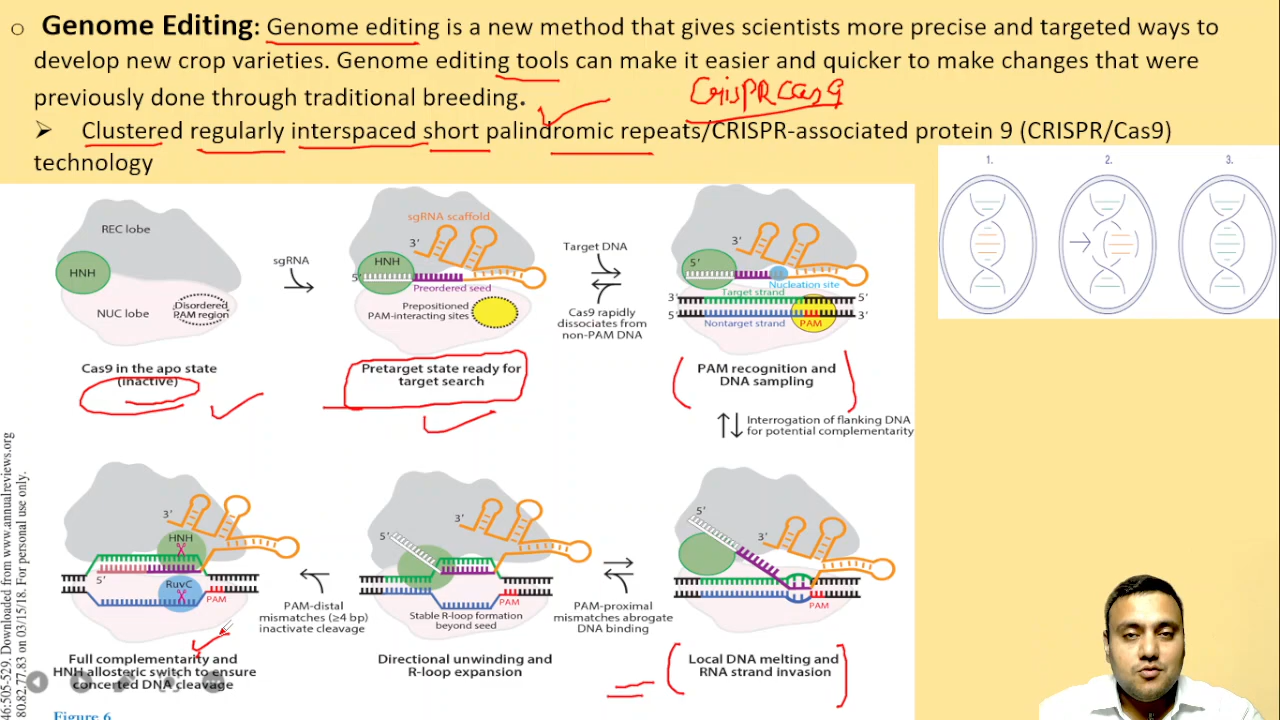 Genome Editing: Genome editing is a new method that gives scientists more precise and targeted ways to
develop new crop varieties. Genome editing tools can make it easier and quicker to make changes that were
previously done through traditional breeding.
CrisPR Cas9
Clustered regularly interspaced short palindromic repeats/CRISPR-associated protein 9 (CRISPR/Cas9)
technology
1.
2.
3.
REC lobe
HNH
NUC lobe
Disordered
PAM region
Cas9 in the apo state
(inactive)
sgRNA
sgRNA scaffold
3'
HNH
5'
Preordered seed
Prepositioned
PAM-interacting sites
Pretarget state ready for
target search
Target DNA
Cas9 rapidly
dissociates from
non-PAM DNA
3'
5'
Nucleation site
Target strand
3'
5'
5'
3'
Nontarget strand
PAM
PAM recognition and
DNA sampling
Interrogation of flanking DNA
for potential complementarity
3'
HNH
5'
RuvC
PAM
Full complementarity and
HNH allosteric switch to ensure
concerted DNA cleavage
PAM-distal
mismatches (≥4 bp)
inactivate cleavage
3'
5'
PAM
Stable R-loop formation
beyond seed
Directional unwinding and
R-loop expansion
PAM-proximal
mismatches abrogate
DNA binding
5'
3'
PAM
Local DNA melting and
RNA strand invasion
46:505-529. Downloaded from www.annualreviews.org
80.82.77.83 on 03/15/18. For personal use only.
Figure 6